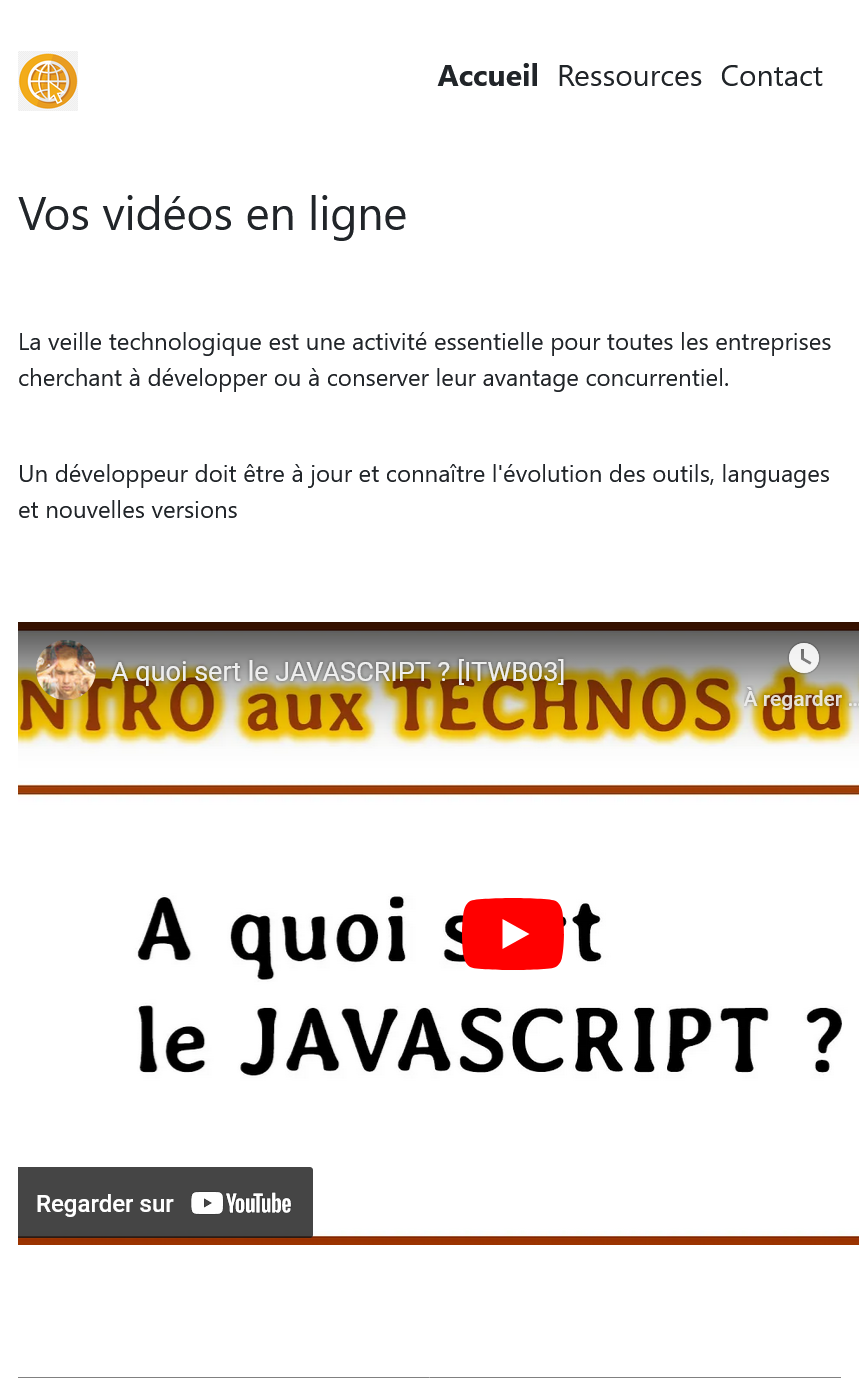 Accueil Ressources Contact
Vos vidéos en ligne
La veille technologique est une activité essentielle pour toutes les entreprises
cherchant à développer ou à conserver leur avantage concurrentiel.
Un développeur doit être à jour et connaître l'évolution des outils, languages
et nouvelles versions
A quoi sert le JAVASCRIPT ? [ITWB03]
À regarder ...
NTRO aux TECHNOS du
A quoi s rt
le JAVASCRIPT ?
Regarder sur YouTube